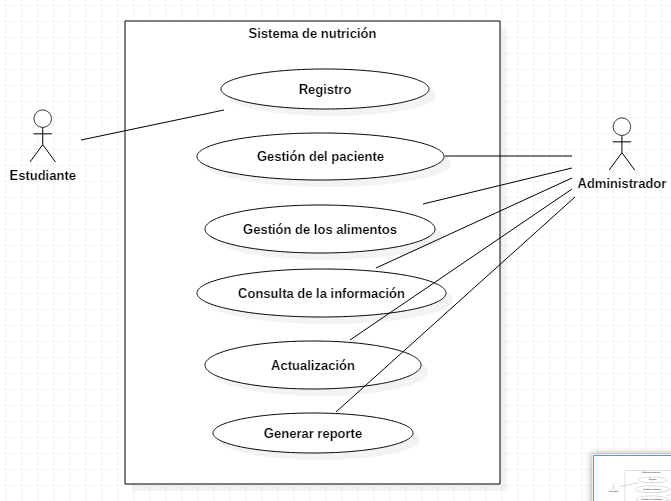 Sistema de nutrición
Registro
Estudiante
Gestión del paciente
Administrador
Gestión de los alimentos
Consulta de la información
Actualización
Generar reporte